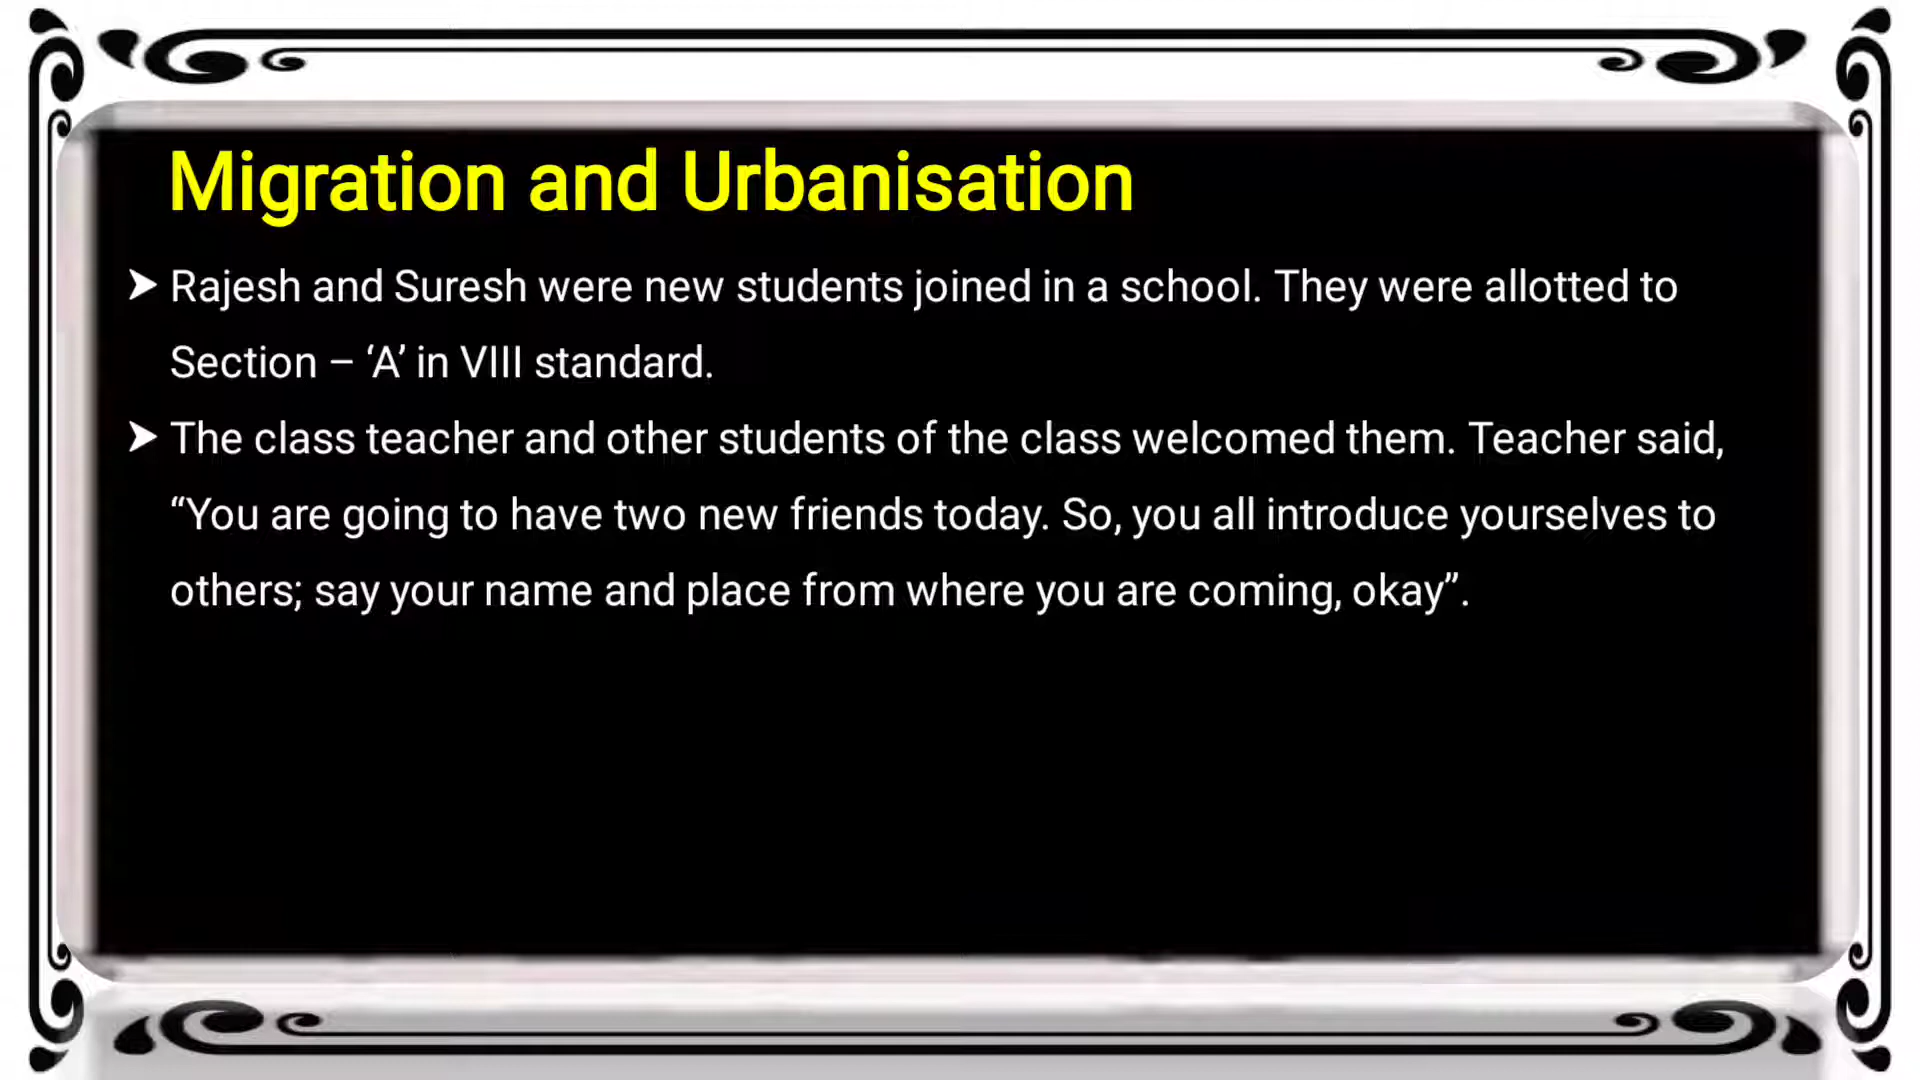 Migration and Urbanisation
➤ Rajesh and Suresh were new students joined in a school. They were allotted to
Section – ‘A’ in VIII standard.
➤ The class teacher and other students of the class welcomed them. Teacher said,
“You are going to have two new friends today. So, you all introduce yourselves to
others; say your name and place from where you are coming, okay”.